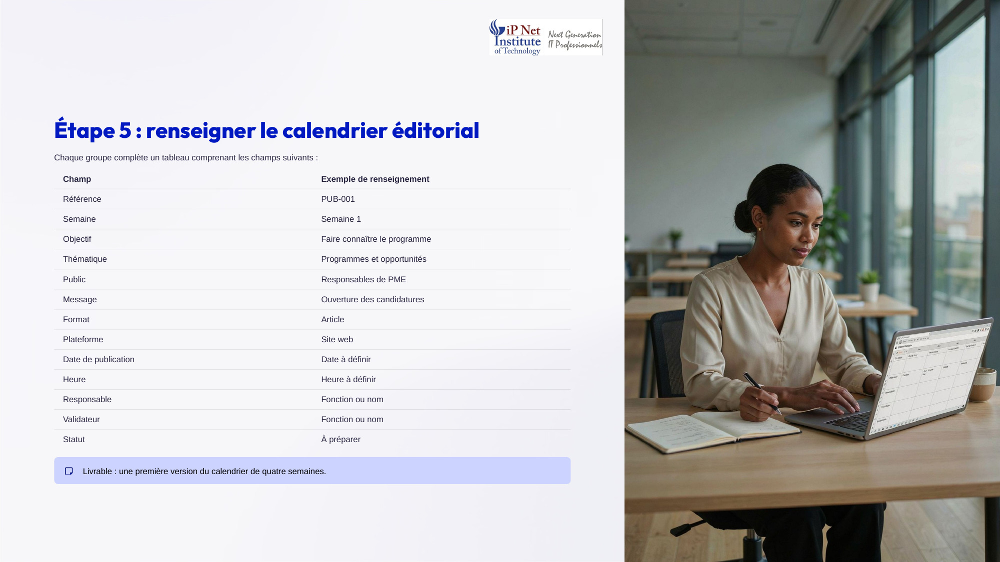 iP Net
Institute
of Technology
Next Generation
IT Professionnels
Étape 5 : renseigner le calendrier éditorial
Chaque groupe complète un tableau comprenant les champs suivants :
Champ Exemple de renseignement
Référence PUB-001
Semaine Semaine 1
Objectif Faire connaître le programme
Thématique Programmes et opportunités
Public Responsables de PME
Message Ouverture des candidatures
Format Article
Plateforme Site web
Date de publication Date à définir
Heure Heure à définir
Responsable Fonction ou nom
Validateur Fonction ou nom
Statut À préparer
Livrable : une première version du calendrier de quatre semaines.